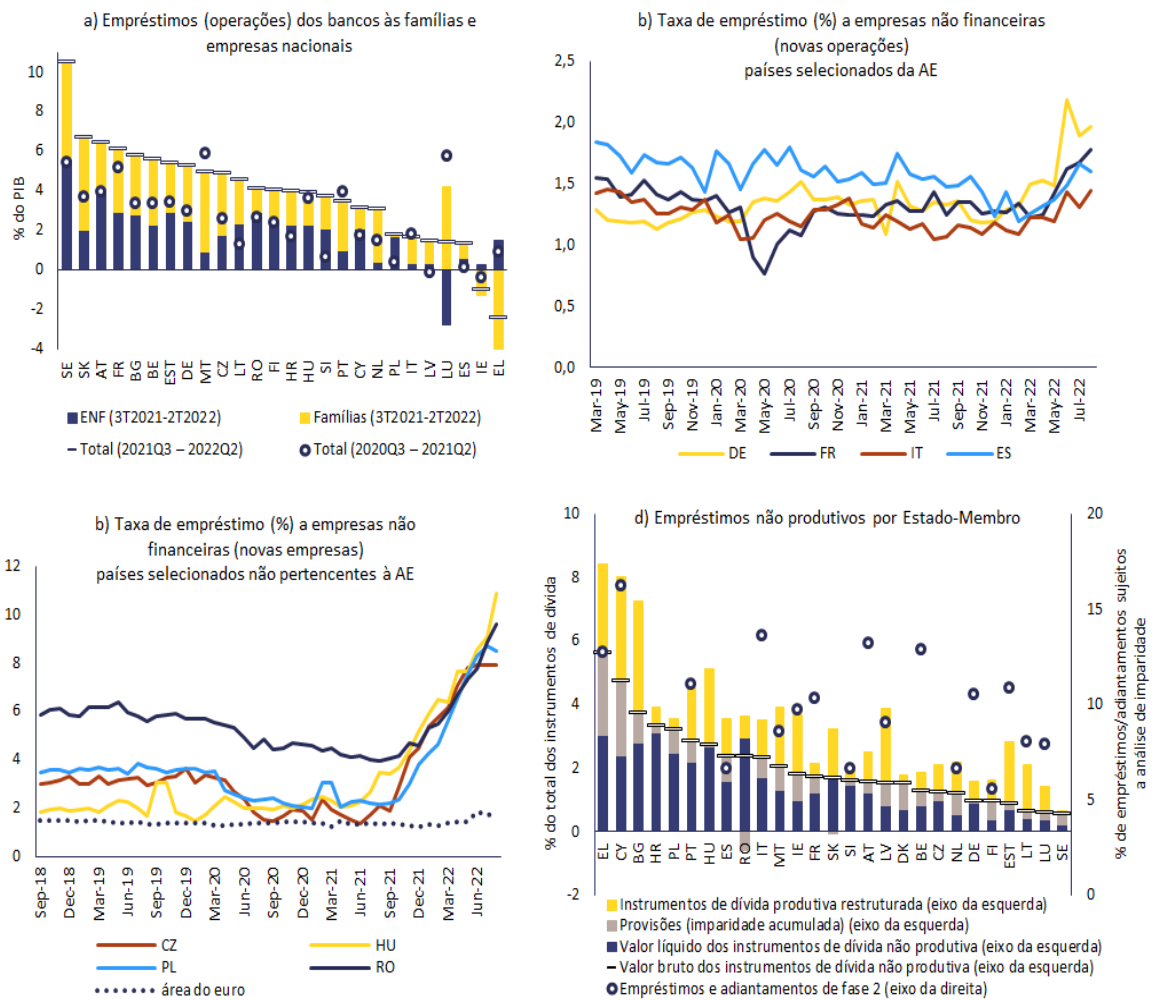 a) Empréstimos (operações) dos bancos às famílias e
empresas nacionais
% do PIB
10
8
6
4
2
0
-2
-4
SE
SK
AT
FR
BG
BE
EST
DE
MT
CZ
LT
RO
FI
HR
HU
SI
PT
CY
NL
PL
IT
LV
LU
ES
IE
EL
ENF (3T2021-2T2022)
Famílias (3T2021-2T2022)
Total (2021Q3 – 2022Q2)
Total (2020Q3 – 2021Q2)
b) Taxa de empréstimo (%) a empresas não financeiras
(novas operações)
países selecionados da AE
2,5
2,0
1,5
1,0
1,5
0,0
Mar-19
May-19
Jul-19
Sep-19
Nov-19
Jan-20
Mar-20
May-20
Jul-20
Sep-20
Nov-20
Jan-21
Mar-21
May-21
Jul-21
Sep-21
Nov-21
Jan-22
Mar-22
May-22
Jul-22
DE
FR
IT
ES
b) Taxa de empréstimo (%) a empresas não
financeiras (novas empresas)
países selecionados não pertencentes à AE
12
10
8
6
4
2
0
Sep-18
Dec-18
Mar-19
Jun-19
Sep-19
Dec-19
Mar-20
Jun-20
Sep-20
Dec-20
Mar-21
Jun-21
Sep-21
Dec-21
Mar-22
Jun-22
CZ
HU
PL
RO
área do euro
d) Empréstimos não produtivos por Estado-Membro
% do total dos instrumentos de dívida
10
8
6
4
2
0
-2
20
15
10
5
0
% de empréstimos/adiantamentos sujeitos
a análise de imparidade
EL
CY
BG
HR
PL
PT
HU
ES
RO
IT
MT
IE
FR
SK
SI
AT
LV
DK
BE
CZ
NL
DE
FI
EST
LT
LU
SE
Instrumentos de dívida produtiva restruturada (eixo da esquerda)
Provisões (imparidade acumulada) (eixo da esquerda)
Valor líquido dos instrumentos de dívida não produtiva (eixo da esquerda)
Valor bruto dos instrumentos de dívida não produtiva (eixo da esquerda)
Empréstimos e adiantamentos de fase 2 (eixo da direita)